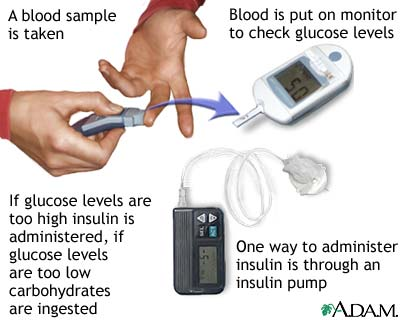 A blood sample
is taken
Blood is put on monitor
to check glucose levels
If glucose levels are
too high insulin is
administered, if
glucose levels
are too low
carbohydrates
are ingested
One way to administer
insulin is through an
insulin pump
ADAM.